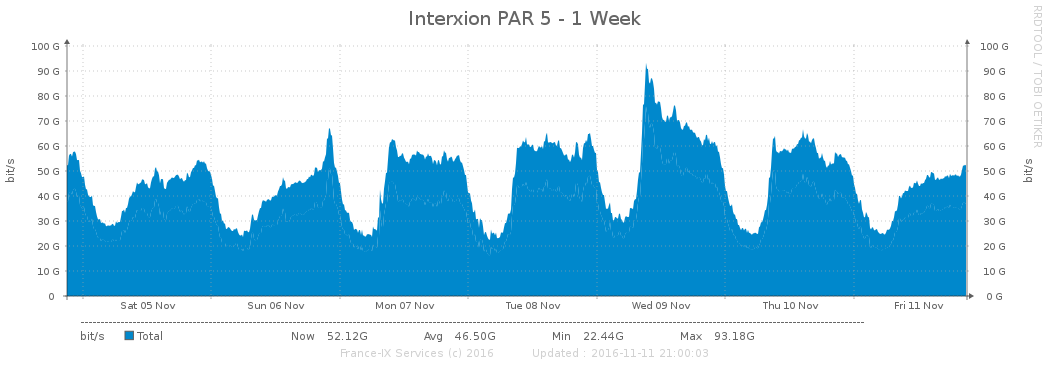 Interxion PAR 5 - 1 Week
RRDTOOL / TOBI OETIKER
bit/s
100 G 100 G
90 G 90 G
80 G 80 G
70 G 70 G
60 G 60 G
50 G 50 G
40 G 40 G
30 G 30 G
20 G 20 G
10 G 10 G
0 0 G
bit/s
Sat 05 Nov Sun 06 Nov Mon 07 Nov Tue 08 Nov Wed 09 Nov Thu 10 Nov Fri 11 Nov
bit/s Total Now 52.12G Avg 46.50G Min 22.44G Max 93.18G
France-IX Services (c) 2016 Updated : 2016-11-11 21:00:03